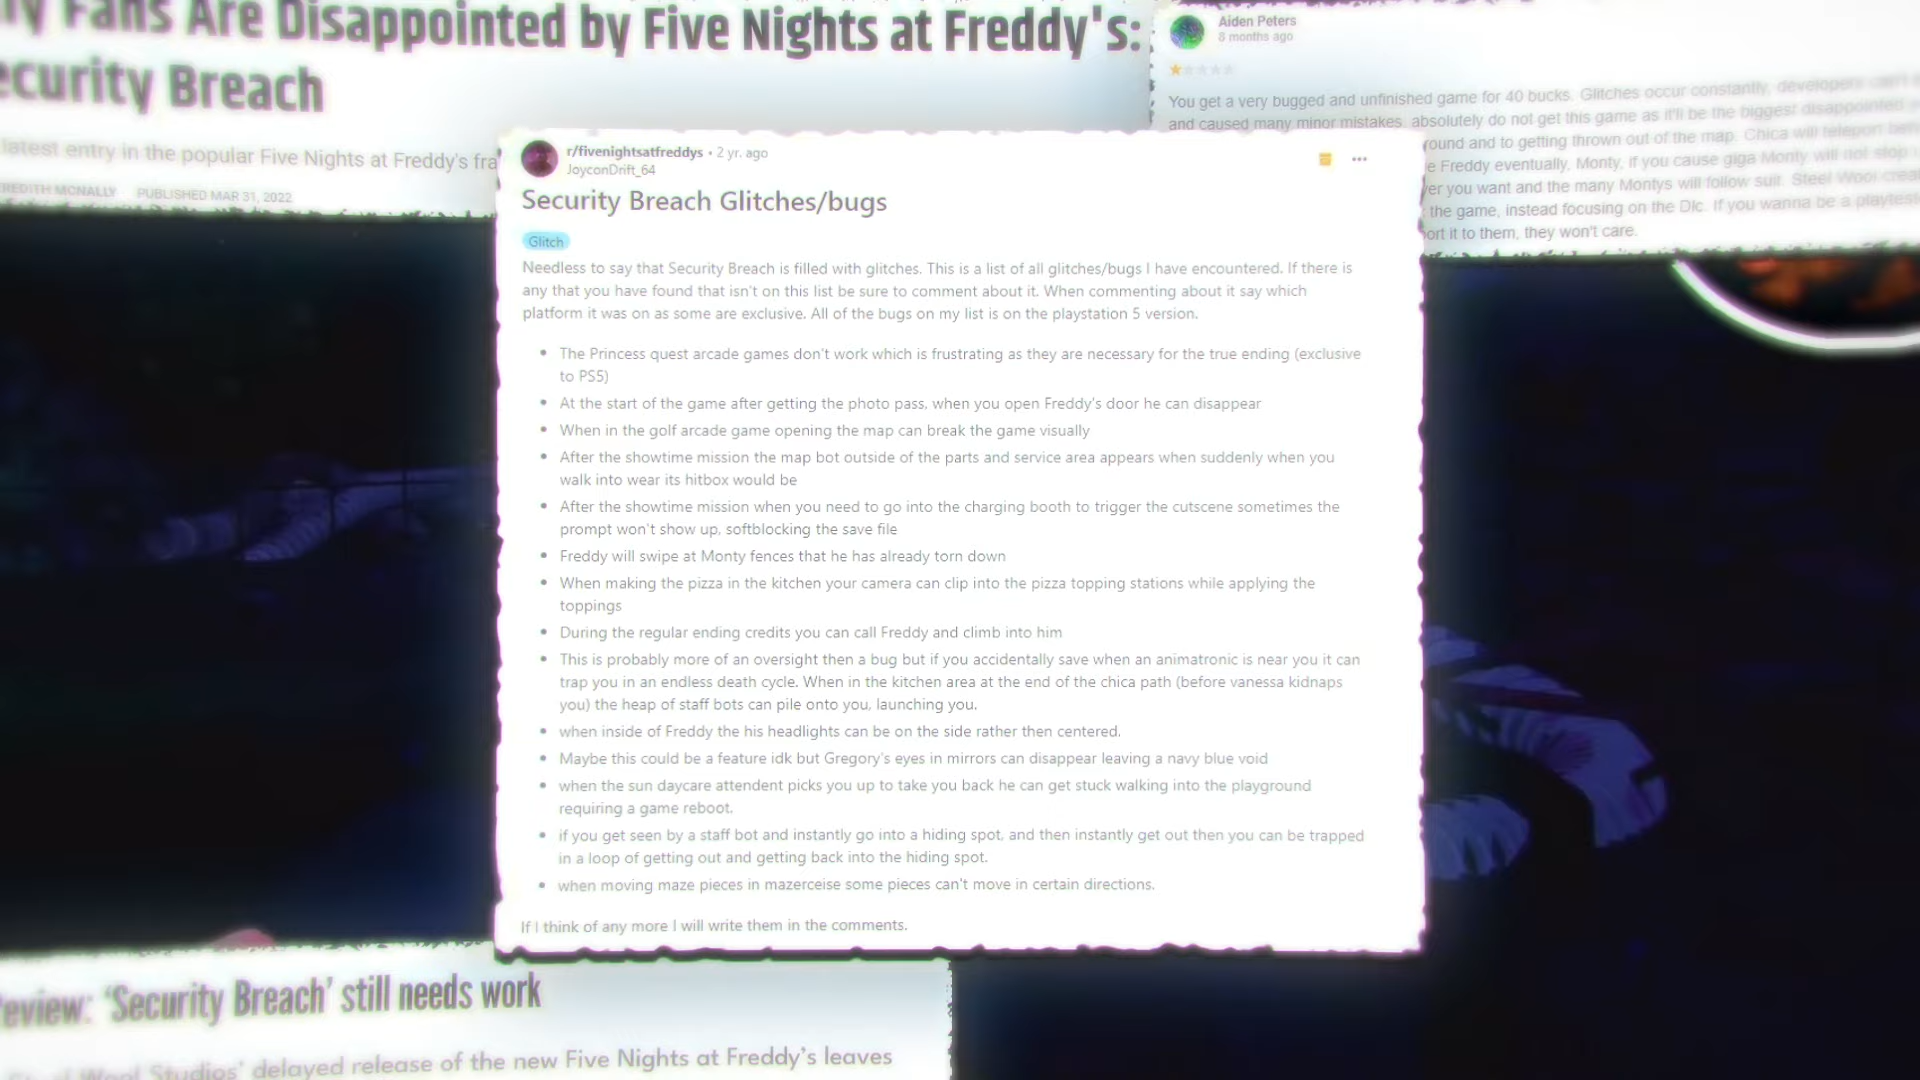 Fans Are Disappointed by Five Nights at Freddy's:
Security Breach
latest entry in the popular Five Nights at Freddy's fra
MCNALLY PUBLISHED MAR 31, 2022
Aiden Peters
8 months ago
You get a very bugged and unfinished game for 40 bucks. Glitches occur constantly, developers can't
and caused many minor mistakes, absolutely do not get this game as it'll be the biggest disappointed
round and to getting thrown out of the map. Chica will teleport
e Freddy eventually, Monty, if you cause giga Monty will not stop
er you want and the many Montys will follow suit. Steel Wool
the game, instead focusing on the Dlc. If you wanna be a
ort it to them, they won't care.
r/fivenightsatfreddys • 2 yr. ago
JoyconDrift_64
Security Breach Glitches/bugs
Glitch
Needless to say that Security Breach is filled with glitches. This is a list of all glitches/bugs I have encountered. If there is
any that you have found that isn't on this list be sure to comment about it. When commenting about it say which
platform it was on as some are exclusive. All of the bugs on my list is on the playstation 5 version.
• The Princess quest arcade games don't work which is frustrating as they are necessary for the true ending (exclusive
to PS5)
• At the start of the game after getting the photo pass, when you open Freddy's door he can disappear
• When in the golf arcade game opening the map can break the game visually
• After the showtime mission the map bot outside of the parts and service area appears when suddenly when you
walk into wear its hitbox would be
• After the showtime mission when you need to go into the charging booth to trigger the cutscene sometimes the
prompt won't show up, softblocking the save file
• Freddy will swipe at Monty fences that he has already torn down
• When making the pizza in the kitchen your camera can clip into the pizza topping stations while applying the
toppings
• During the regular ending credits you can call Freddy and climb into him
• This is probably more of an oversight then a bug but if you accidentally save when an animatronic is near you it can
trap you in an endless death cycle. When in the kitchen area at the end of the chica path (before vanessa kidnaps
you) the heap of staff bots can pile onto you, launching you.
• when inside of Freddy the his headlights can be on the side rather then centered.
• Maybe this could be a feature idk but Gregory's eyes in mirrors can disappear leaving a navy blue void
• when the sun daycare attendent picks you up to take you back he can get stuck walking into the playground
requiring a game reboot.
• if you get seen by a staff bot and instantly go into a hiding spot, and then instantly get out then you can be trapped
in a loop of getting out and getting back into the hiding spot.
• when moving maze pieces in mazerceise some pieces can't move in certain directions.
If I think of any more I will write them in the comments.
eview: 'Security Breach' still needs work
Wool Studios' delayed release of the new Five Nights at Freddy's leaves